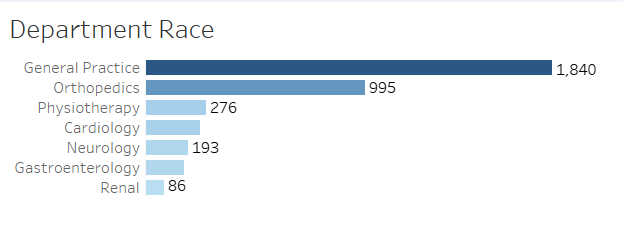 Department Race
General Practice 1,840
Orthopedics 995
Physiotherapy 276
Cardiology
Neurology 193
Gastroenterology
Renal 86